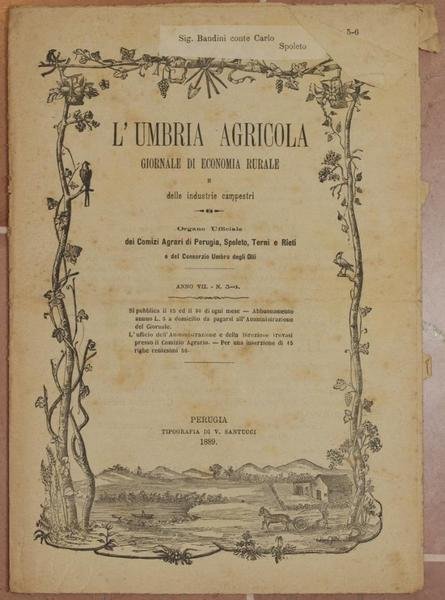 Sig. Bandini conte Carlo
Spoleto
5-6
L'UMBRIA AGRICOLA
GIORNALE DI ECONOMIA RURALE
E
delle industrie campestri
Organo Ufficiale
dei Comizi Agrari di Perugia, Spoleto, Terni e Rieti
e del Consorzio Umbro degli Olii
ANNO VII. - N.
Si pubblica il 15 ed il 30 di ogni mese — Abbuonamento
annuo L. 5 a domicilio da pagarsi all'Amministrazione
del Giornale.
L'ufficio dell'Amministrazione e della Direzione trovasi
presso il Comizio Agrario. — Per una inserzione di 15
righe centesimi 50.
PERUGIA
TIPOGRAFIA DI V. SANTUCCI
1889.